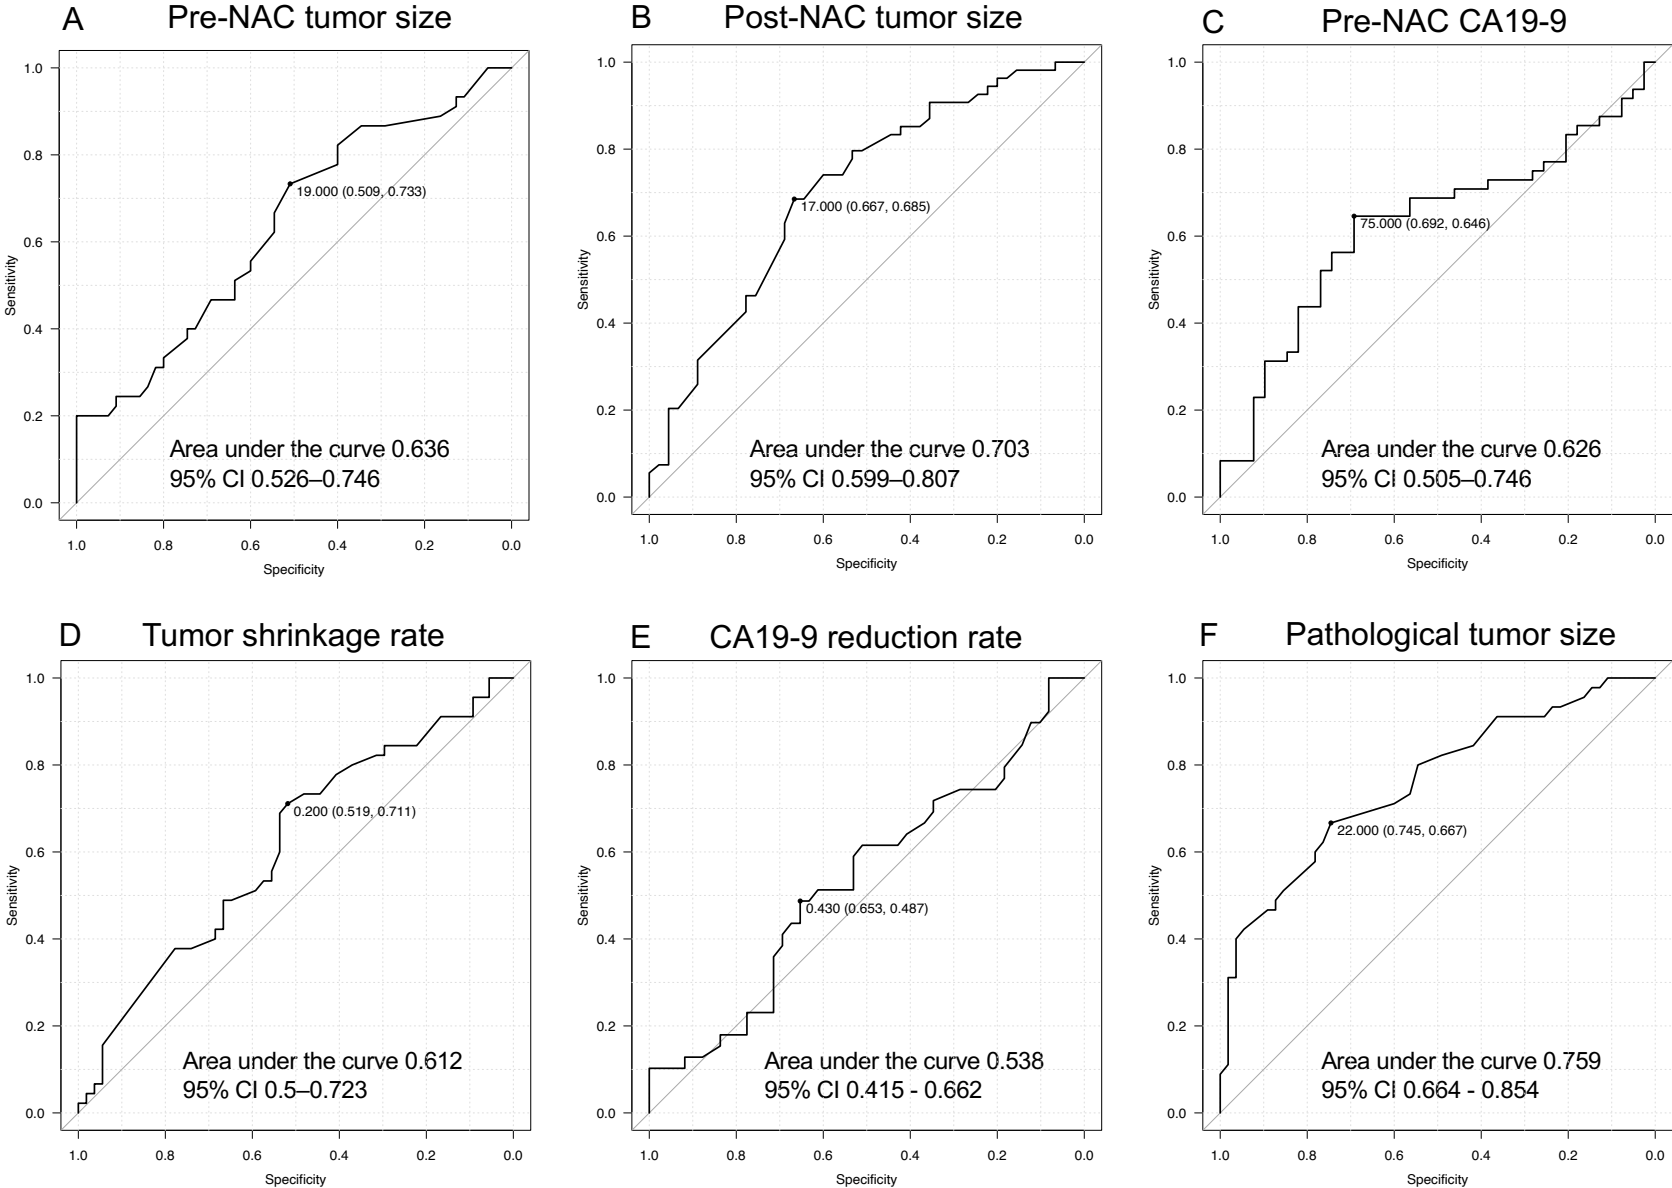 A Pre-NAC tumor size
1.0
0.8
0.6
0.4
0.2
0.0
Sensitivity
19.000 (0.509, 0.733)
Area under the curve 0.636
95% CI 0.526–0.746
1.0 0.8 0.6 0.4 0.2 0.0
Specificity
B Post-NAC tumor size
1.0
0.8
0.6
0.4
0.2
0.0
Sensitivity
17.000 (0.667, 0.685)
Area under the curve 0.703
95% CI 0.599–0.807
1.0 0.8 0.6 0.4 0.2 0.0
Specificity
C Pre-NAC CA19-9
1.0
0.8
0.6
0.4
0.2
0.0
Sensitivity
75.000 (0.692, 0.646)
Area under the curve 0.626
95% CI 0.505–0.746
1.0 0.8 0.6 0.4 0.2 0.0
Specificity
D Tumor shrinkage rate
1.0
0.8
0.6
0.4
0.2
0.0
Sensitivity
0.200 (0.519, 0.711)
Area under the curve 0.612
95% CI 0.5–0.723
1.0 0.8 0.6 0.4 0.2 0.0
Specificity
E CA19-9 reduction rate
1.0
0.8
0.6
0.4
0.2
0.0
Sensitivity
0.430 (0.653, 0.487)
Area under the curve 0.538
95% CI 0.415 - 0.662
1.0 0.8 0.6 0.4 0.2 0.0
Specificity
F Pathological tumor size
1.0
0.8
0.6
0.4
0.2
0.0
Sensitivity
22.000 (0.745, 0.667)
Area under the curve 0.759
95% CI 0.664 - 0.854
1.0 0.8 0.6 0.4 0.2 0.0
Specificity